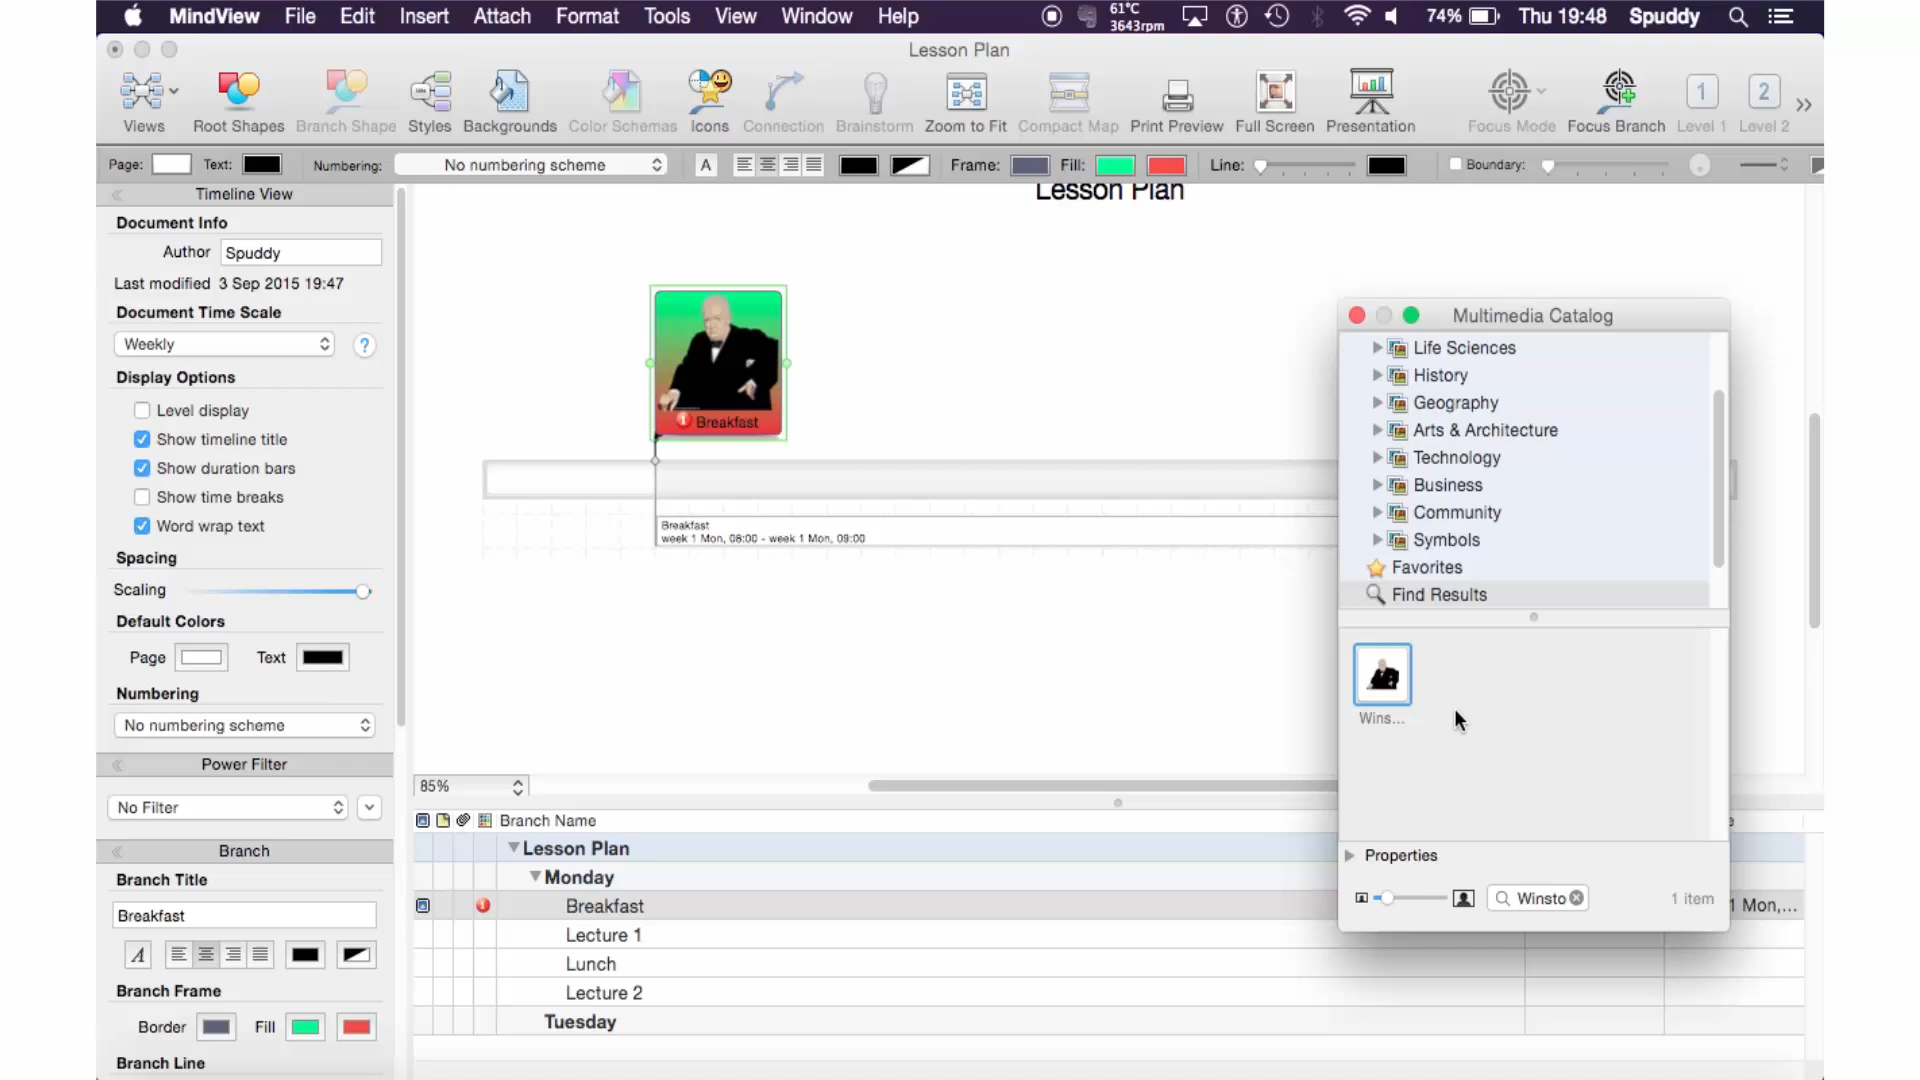 MindView File Edit Insert Attach Format Tools View Window Help 61°C 3643rpm 74% Thu 19:48 Spuddy
Lesson Plan
Views Root Shapes Branch Shape Styles Backgrounds Color Schemas Icons Connection Brainstorm Zoom to Fit Compact Map Print Preview Full Screen Presentation Focus Mode Focus Branch 1 Level 1 2 Level 2
Page: Text: Numbering: No numbering scheme A Frame: Fill: Line: Boundary:
Timeline View
Document Info
Author Spuddy
Last modified 3 Sep 2015 19:47
Document Time Scale
Weekly ?
Display Options
Level display
Show timeline title
Show duration bars
Show time breaks
Word wrap text
Spacing
Scaling
Default Colors
Page Text
Numbering
No numbering scheme
Power Filter
No Filter
Branch
Branch Title
Breakfast
A
Branch Frame
Border Fill
Branch Line
Lesson Plan
1 Breakfast
Breakfast
week 1 Mon, 08:00 - week 1 Mon, 09:00
85%
Branch Name
Lesson Plan
Monday
Breakfast
Lecture 1
Lunch
Lecture 2
Tuesday
1 Mon,...
Multimedia Catalog
Life Sciences
History
Geography
Arts & Architecture
Technology
Business
Community
Symbols
Favorites
Find Results
Wins...
Properties
Winsto 1 item